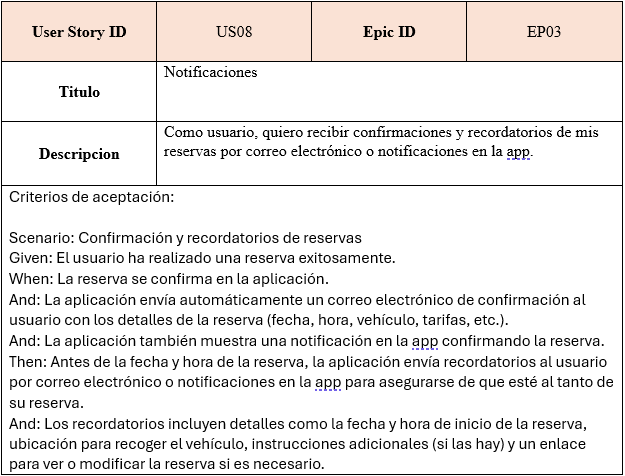 User Story ID US08 Epic ID EP03
Titulo Notificaciones
Descripcion Como usuario, quiero recibir confirmaciones y recordatorios de mis
reservas por correo electrónico o notificaciones en la app.
Criterios de aceptación:
Scenario: Confirmación y recordatorios de reservas
Given: El usuario ha realizado una reserva exitosamente.
When: La reserva se confirma en la aplicación.
And: La aplicación envía automáticamente un correo electrónico de confirmación al
usuario con los detalles de la reserva (fecha, hora, vehículo, tarifas, etc.).
And: La aplicación también muestra una notificación en la app confirmando la reserva.
Then: Antes de la fecha y hora de la reserva, la aplicación envía recordatorios al usuario
por correo electrónico o notificaciones en la app para asegurarse de que esté al tanto de
su reserva.
And: Los recordatorios incluyen detalles como la fecha y hora de inicio de la reserva,
ubicación para recoger el vehículo, instrucciones adicionales (si las hay) y un enlace
para ver o modificar la reserva si es necesario.